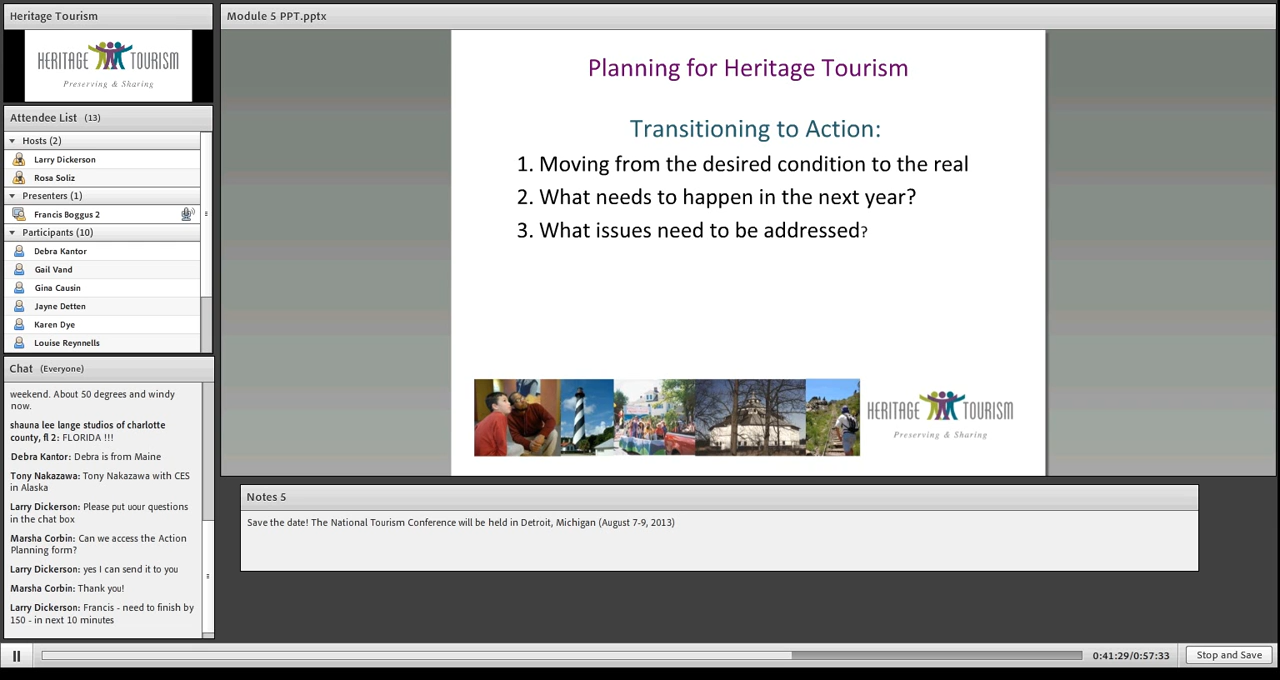 Heritage Tourism
HERITAGE TOURISM
Preserving & Sharing
Attendee List (13)
Hosts (2)
Larry Dickerson
Rosa Soliz
Presenters (1)
Francis Boggus 2
Participants (10)
Debra Kantor
Gail Vand
Gina Causin
Jayne Detten
Karen Dye
Louise Reynnells
Chat (Everyone)
weekend. About 50 degrees and windy
now.
shauna lee lange studios of charlotte
county, fl 2: FLORIDA !!!
Debra Kantor: Debra is from Maine
Tony Nakazawa: Tony Nakazawa with CES
in Alaska
Larry Dickerson: Please put uour questions
in the chat box
Marsha Corbin: Can we access the Action
Planning form?
Larry Dickerson: yes I can send it to you
Marsha Corbin: Thank you!
Larry Dickerson: Francis - need to finish by
150 - in next 10 minutes
Module 5 PPT.pptx
Planning for Heritage Tourism
Transitioning to Action:
1. Moving from the desired condition to the real
2. What needs to happen in the next year?
3. What issues need to be addressed?
HERITAGE TOURISM
Preserving & Sharing
Notes 5
Save the date! The National Tourism Conference will be held in Detroit, Michigan (August 7-9, 2013)
0:41:29/0:57:33
Stop and Save